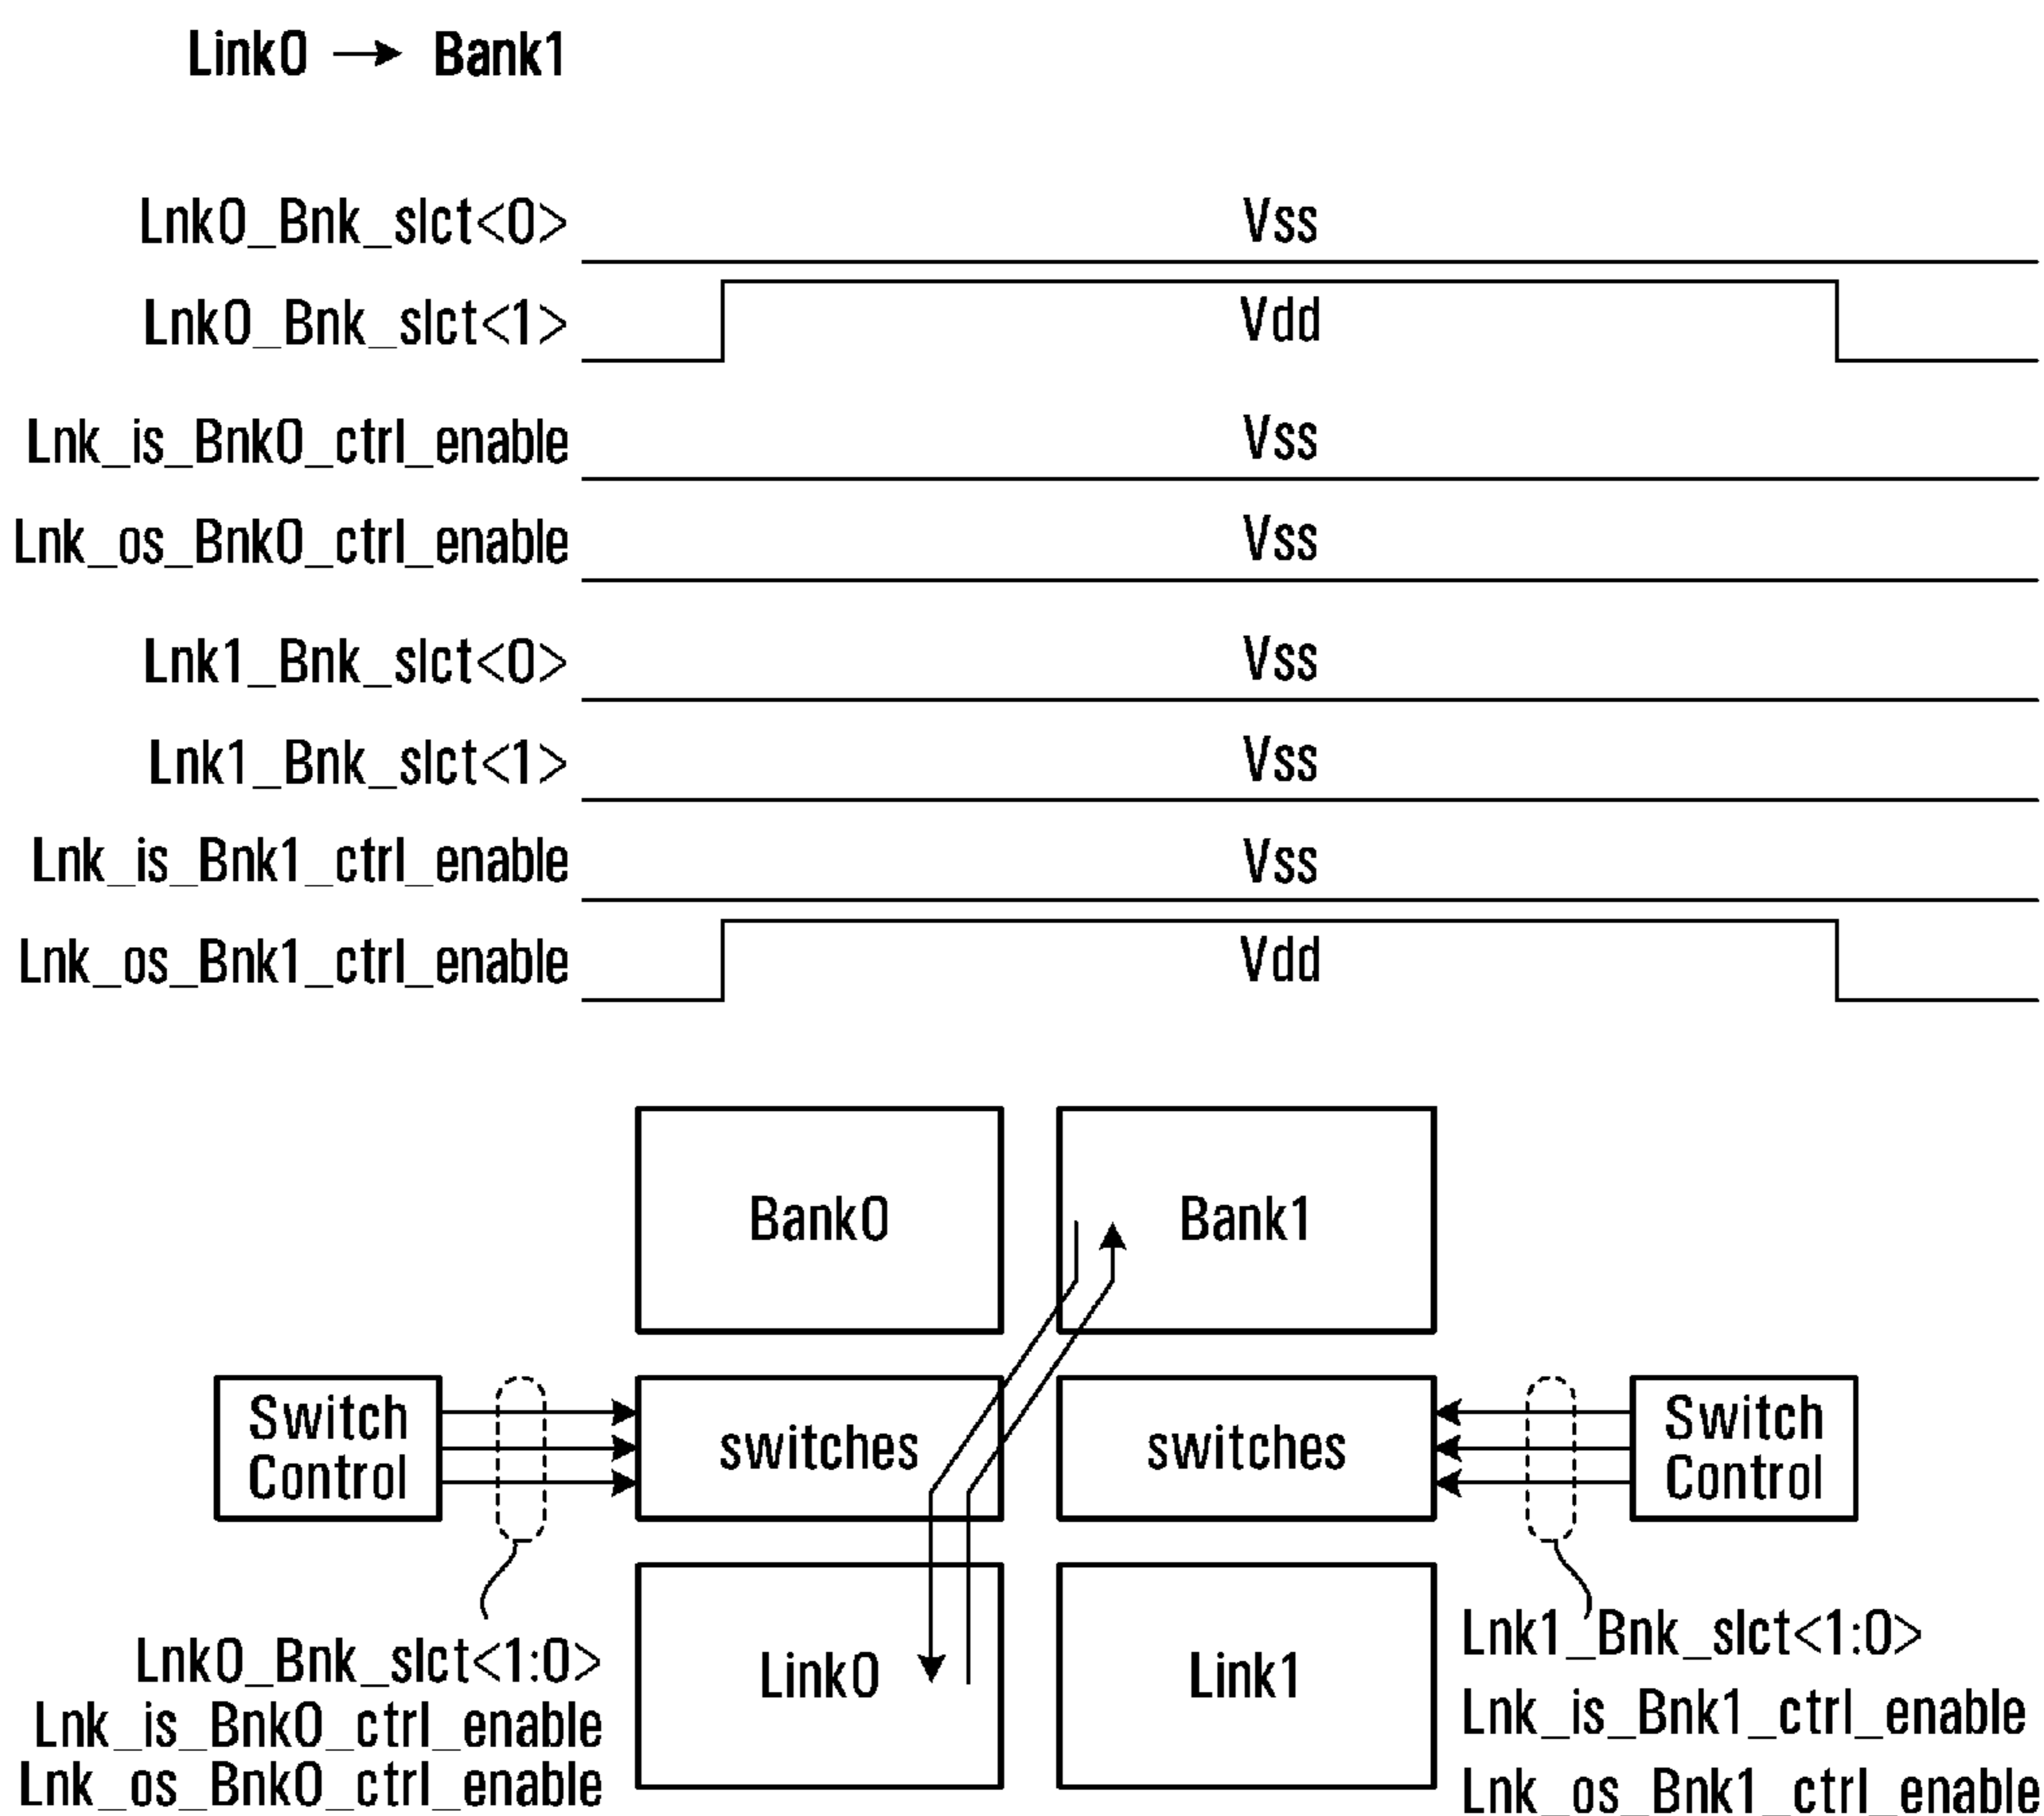 Link0 → Bank1
Lnk0_Bnk_slct<0> Vss
Lnk0_Bnk_slct<1> Vdd
Lnk_is_Bnk0_ctrl_enable Vss
Lnk_os_Bnk0_ctrl_enable Vss
Lnk1_Bnk_slct<0> Vss
Lnk1_Bnk_slct<1> Vss
Lnk_is_Bnk1_ctrl_enable Vss
Lnk_os_Bnk1_ctrl_enable Vdd
Bank0
Bank1
Switch
Control
switches
switches
Switch
Control
Lnk0_Bnk_slct<1:0>
Lnk_is_Bnk0_ctrl_enable
Lnk_os_Bnk0_ctrl_enable
Link0
Link1
Lnk1_Bnk_slct<1:0>
Lnk_is_Bnk1_ctrl_enable
Lnk_os_Bnk1_ctrl_enable